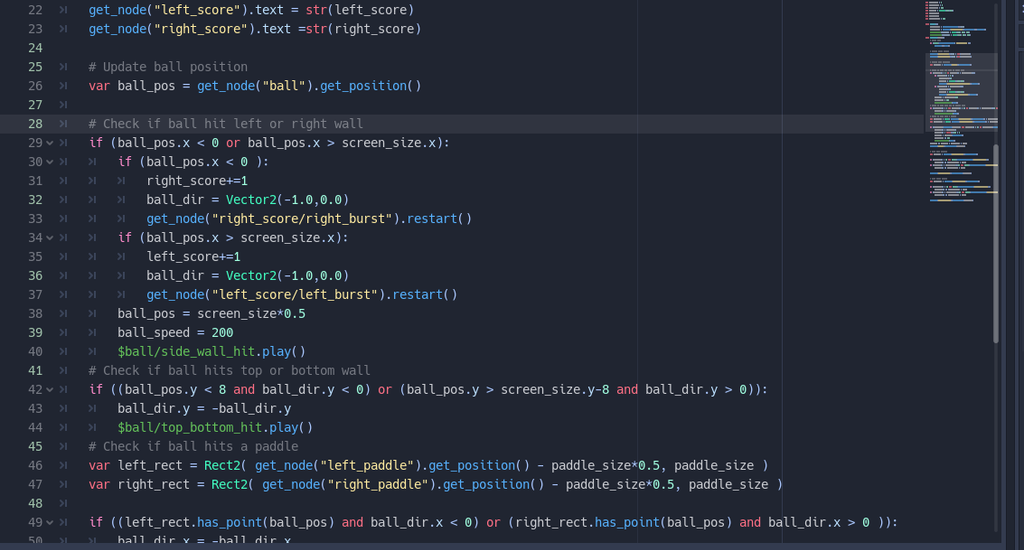 22 get_node("left_score").text = str(left_score)
23 get_node("right_score").text =str(right_score)
24
25 # Update ball position
26 var ball_pos = get_node("ball").get_position()
27
28 # Check if ball hit left or right wall
29 if (ball_pos.x < 0 or ball_pos.x > screen_size.x):
30 if (ball_pos.x < 0 ):
31 right_score+=1
32 ball_dir = Vector2(-1.0,0.0)
33 get_node("right_score/right_burst").restart()
34 if (ball_pos.x > screen_size.x):
35 left_score+=1
36 ball_dir = Vector2(-1.0,0.0)
37 get_node("left_score/left_burst").restart()
38 ball_pos = screen_size*0.5
39 ball_speed = 200
40 $ball/side_wall_hit.play()
41 # Check if ball hits top or bottom wall
42 if ((ball_pos.y < 8 and ball_dir.y < 0) or (ball_pos.y > screen_size.y-8 and ball_dir.y > 0)):
43 ball_dir.y = -ball_dir.y
44 $ball/top_bottom_hit.play()
45 # Check if ball hits a paddle
46 var left_rect = Rect2( get_node("left_paddle").get_position() - paddle_size*0.5, paddle_size )
47 var right_rect = Rect2( get_node("right_paddle").get_position() - paddle_size*0.5, paddle_size )
48
49 if ((left_rect.has_point(ball_pos) and ball_dir.x < 0) or (right_rect.has_point(ball_pos) and ball_dir.x > 0 )):
50 ball_dir.x = -ball_dir.x